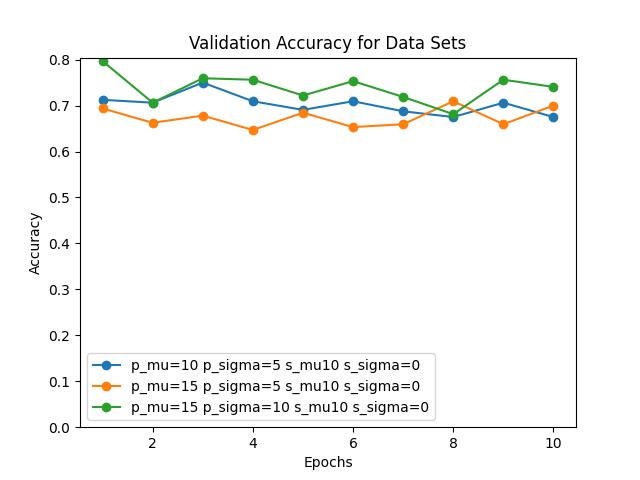 Validation Accuracy for Data Sets
0.8
0.7
0.6
0.5
0.4
0.3
0.2
0.1
0.0
Accuracy
p_mu=10 p_sigma=5 s_mu10 s_sigma=0
p_mu=15 p_sigma=5 s_mu10 s_sigma=0
p_mu=15 p_sigma=10 s_mu10 s_sigma=0
2 4 6 8 10
Epochs